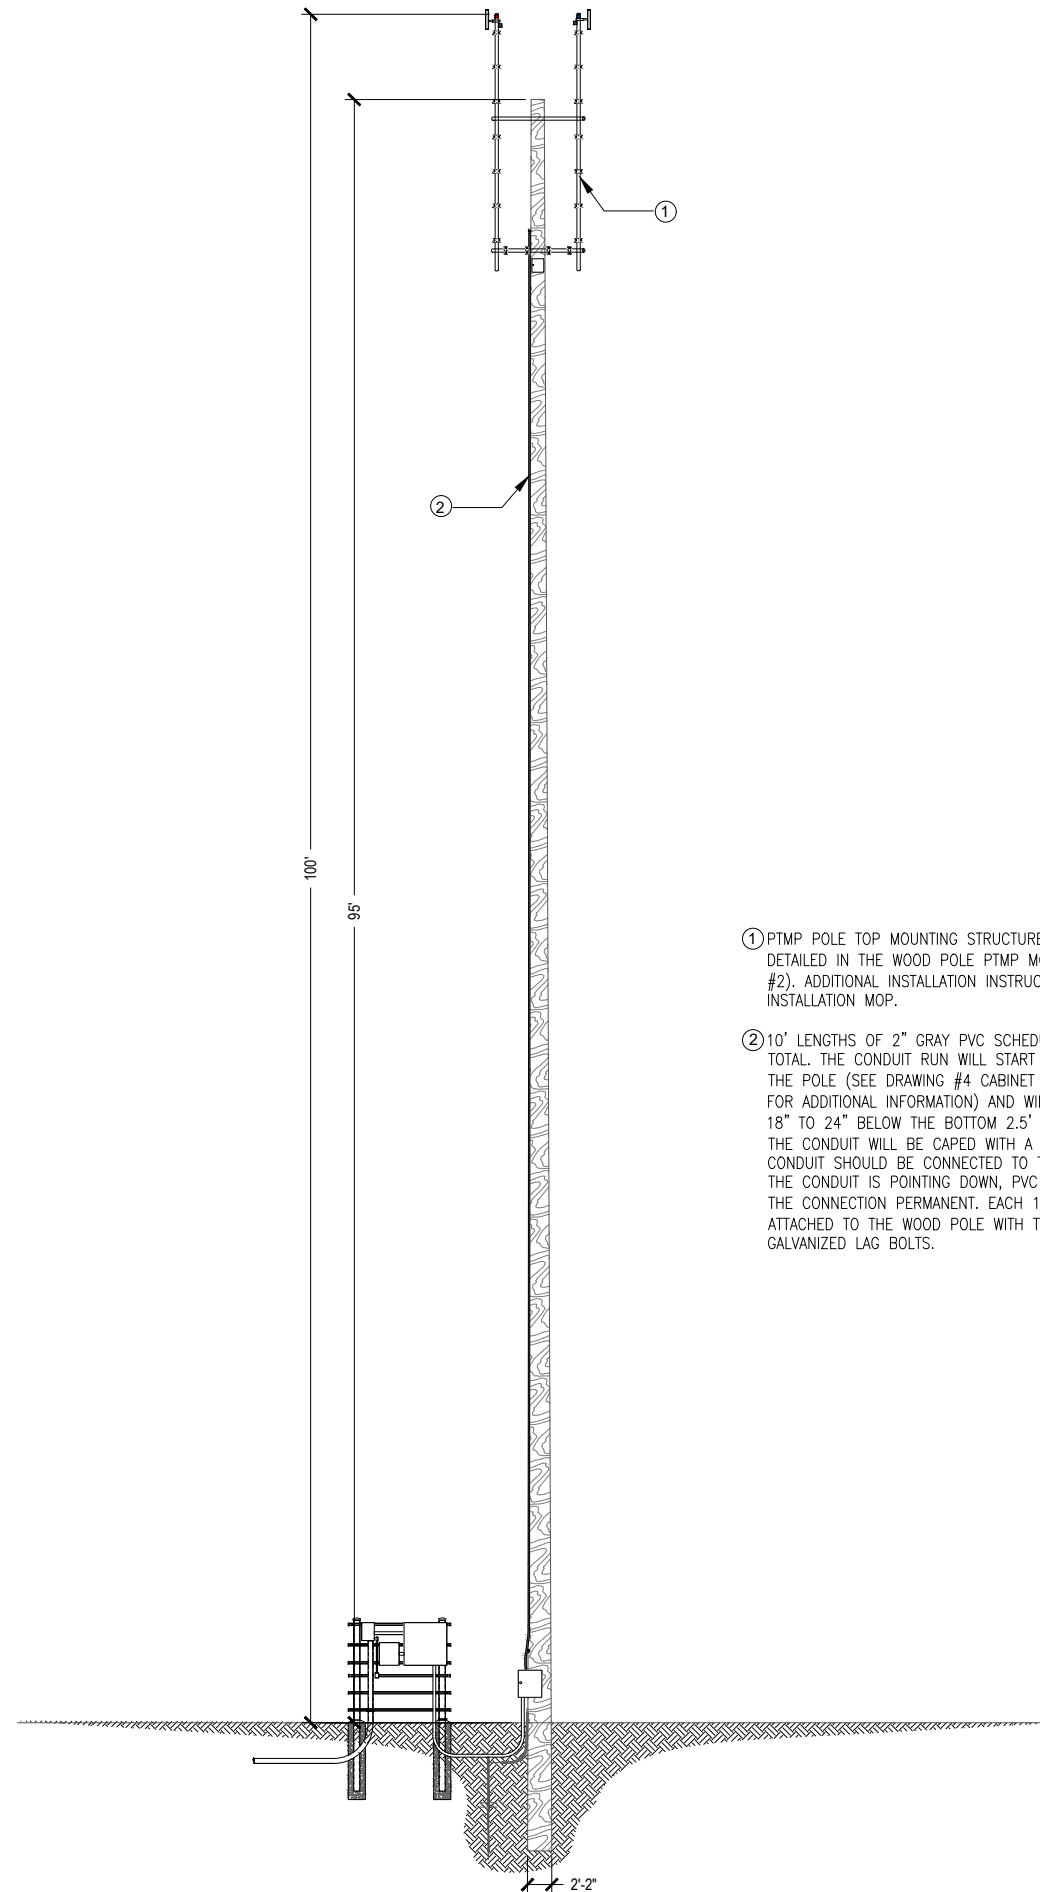 1
2
100'
95'
1 PTMP POLE TOP MOUNTING STRUCTURE
DETAILED IN THE WOOD POLE PTMP
#2). ADDITIONAL INSTALLATION
INSTALLATION MOP.
2 10' LENGTHS OF 2" GRAY PVC
TOTAL. THE CONDUIT RUN WILL START
THE POLE (SEE DRAWING #4 CABINET
FOR ADDITIONAL INFORMATION) AND
18" TO 24" BELOW THE BOTTOM 2.5'
THE CONDUIT WILL BE CAPED WITH A
CONDUIT SHOULD BE CONNECTED TO
THE CONDUIT IS POINTING DOWN, PVC
THE CONNECTION PERMANENT. EACH
ATTACHED TO THE WOOD POLE WITH
GALVANIZED LAG BOLTS.
2'-2"